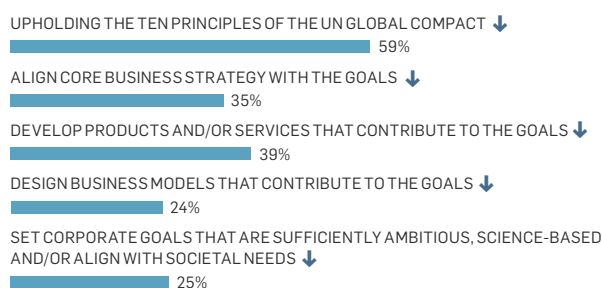 UPHOLDING THE TEN PRINCIPLES OF THE UN GLOBAL COMPACT ↓
59%
ALIGN CORE BUSINESS STRATEGY WITH THE GOALS ↓
35%
DEVELOP PRODUCTS AND/OR SERVICES THAT CONTRIBUTE TO THE GOALS ↓
39%
DESIGN BUSINESS MODELS THAT CONTRIBUTE TO THE GOALS ↓
24%
SET CORPORATE GOALS THAT ARE SUFFICIENTLY AMBITIOUS, SCIENCE-BASED
AND/OR ALIGN WITH SOCIETAL NEEDS ↓
25%